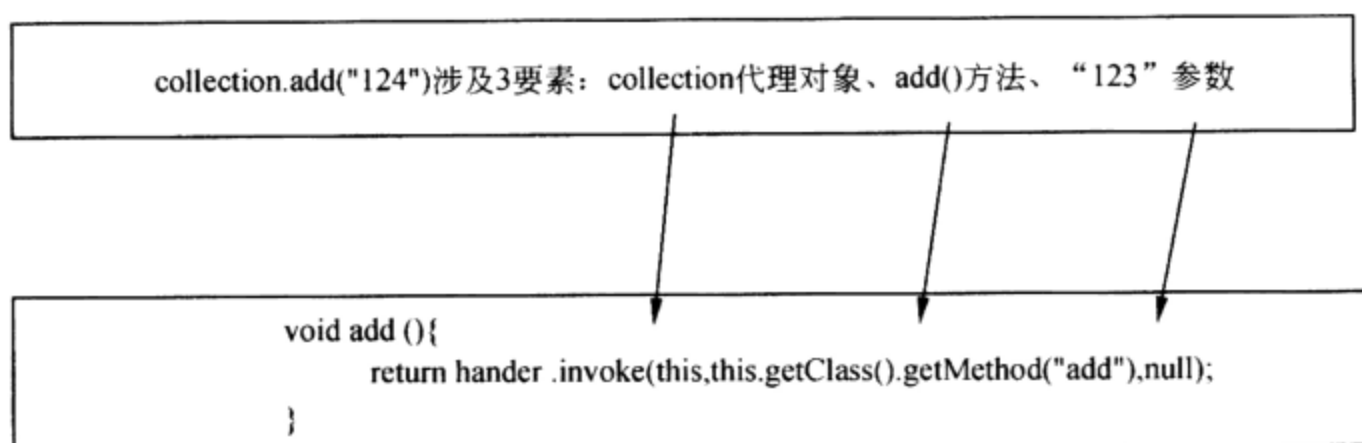 collection.add("124")涉及3要素：collection代理对象、add()方法、“123”参数
void add (){
return hander .invoke(this,this.getClass().getMethod("add"),null);
}